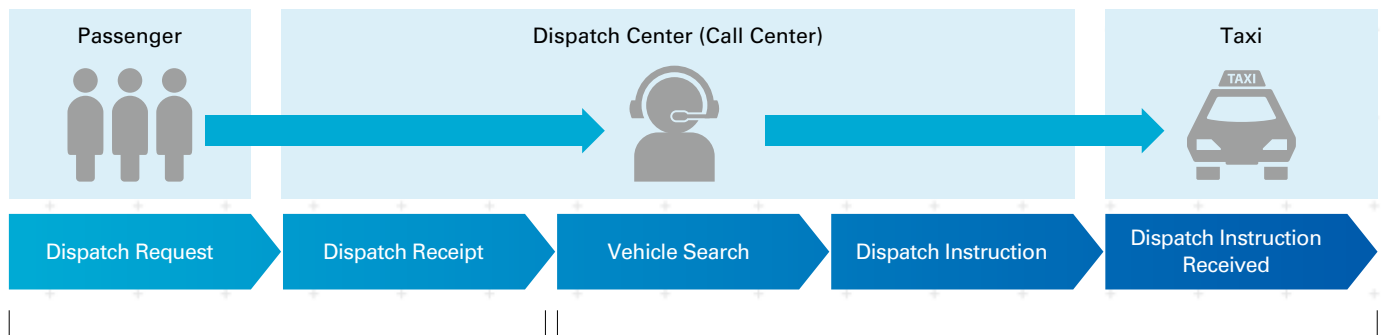 Passenger
Dispatch Center (Call Center)
Taxi
TAXI
Dispatch Request
Dispatch Receipt
Vehicle Search
Dispatch Instruction
Dispatch Instruction
Received